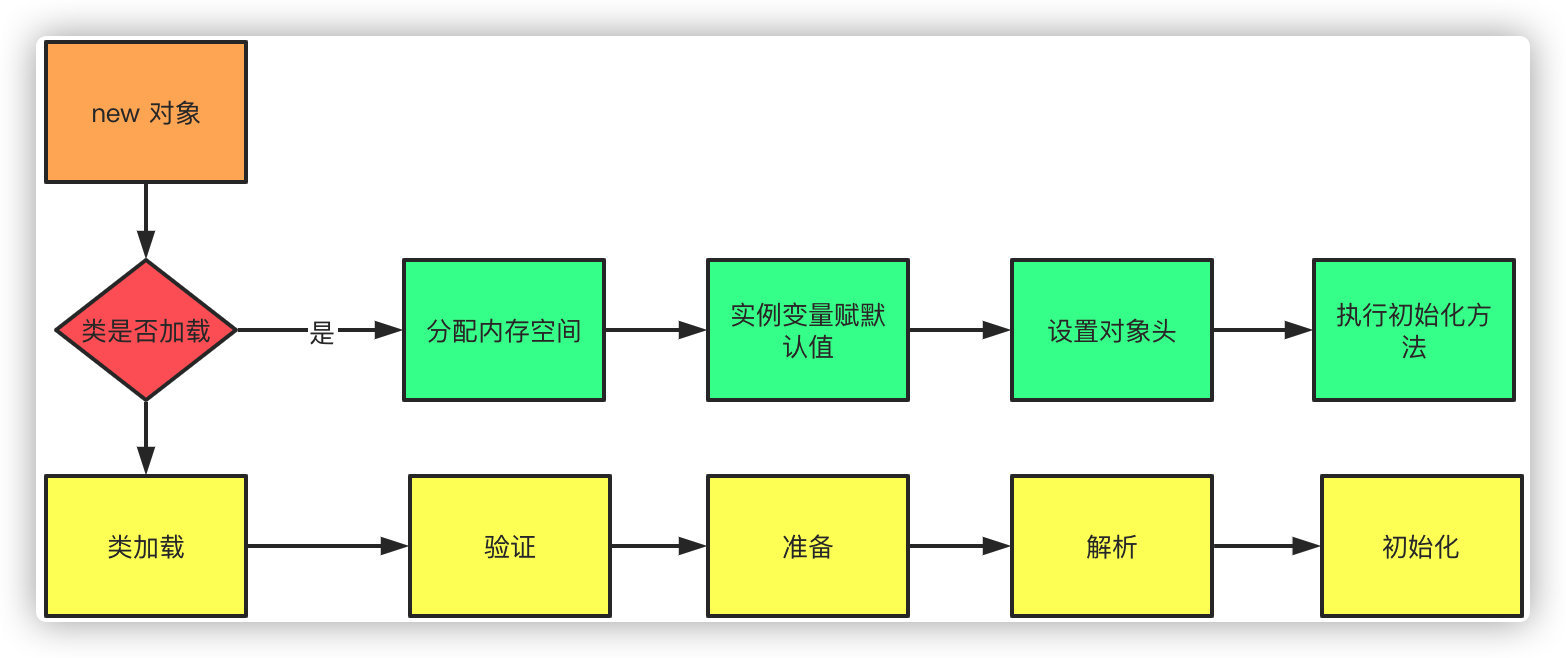 new 对象
类是否加载
是
分配内存空间
实例变量赋默
认值
设置对象头
执行初始化方
法
类加载
验证
准备
解析
初始化